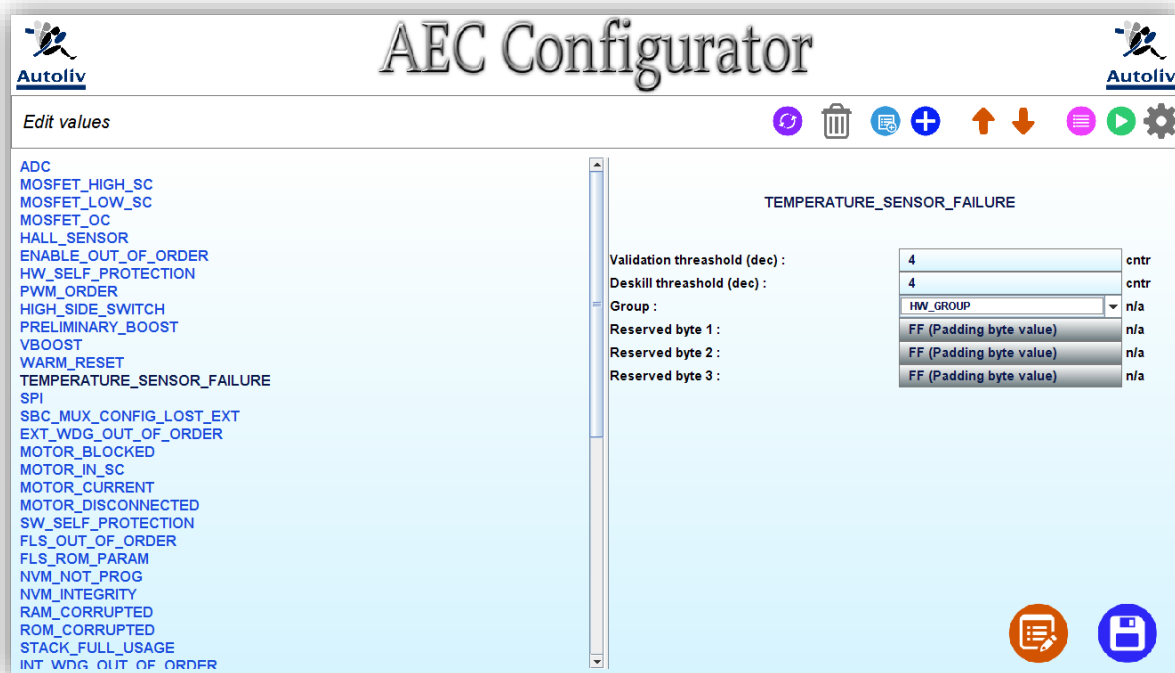 Autoliv
AEC Configurator
Autoliv
Edit values
ADC
MOSFET_HIGH_SC
MOSFET_LOW_SC
MOSFET_OC
HALL_SENSOR
ENABLE_OUT_OF_ORDER
HW_SELF_PROTECTION
PWM_ORDER
HIGH_SIDE_SWITCH
PRELIMINARY_BOOST
VBOOST
WARM_RESET
TEMPERATURE_SENSOR_FAILURE
SPI
SBC_MUX_CONFIG_LOST_EXT
EXT_WDG_OUT_OF_ORDER
MOTOR_BLOCKED
MOTOR_IN_SC
MOTOR_CURRENT
MOTOR_DISCONNECTED
SW_SELF_PROTECTION
FLS_OUT_OF_ORDER
FLS_ROM_PARAM
NVM_NOT_PROG
NVM_INTEGRITY
RAM_CORRUPTED
ROM_CORRUPTED
STACK_FULL_USAGE
INT_WDG_OUT_OF_ORDER
TEMPERATURE_SENSOR_FAILURE
Validation threashold (dec) : 4 cntr
Deskill threashold (dec) : 4 cntr
Group : HW_GROUP n/a
Reserved byte 1 : FF (Padding byte value) n/a
Reserved byte 2 : FF (Padding byte value) n/a
Reserved byte 3 : FF (Padding byte value) n/a